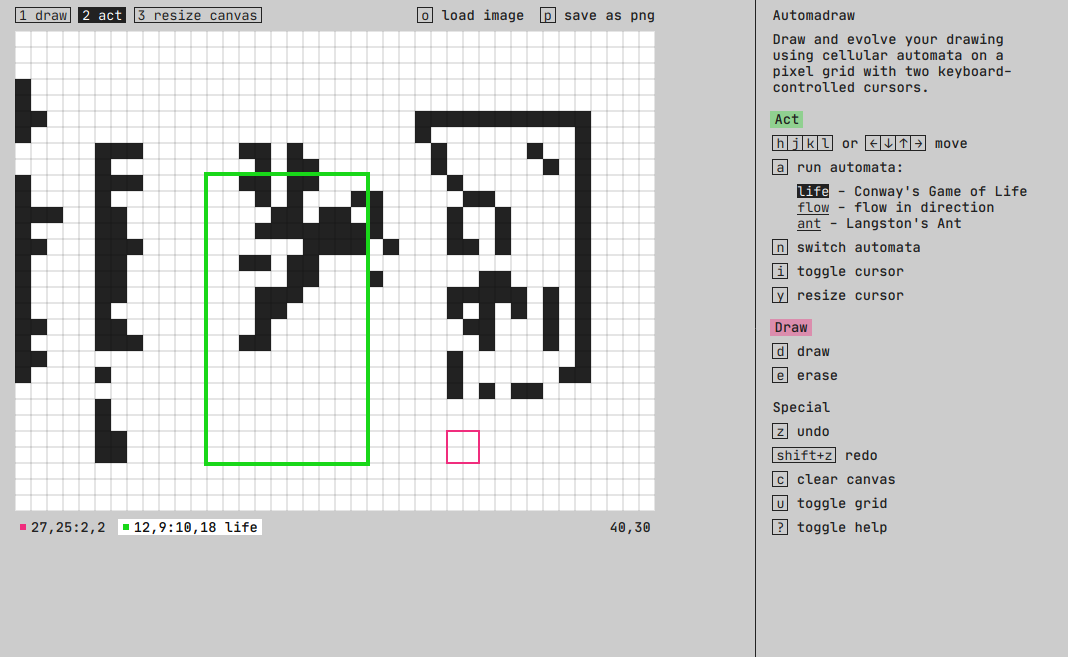 1 draw 2 act 3 resize canvas o load image p save as png
27,25:2,2 12,9:10,18 life 40,30
Automadraw
Draw and evolve your drawing
using cellular automata on a
pixel grid with two keyboard-
controlled cursors.
Act
h j k l or ←↓↑→ move
a run automata:
life - Conway's Game of Life
flow - flow in direction
ant - Langston's Ant
n switch automata
i toggle cursor
y resize cursor
Draw
d draw
e erase
Special
z undo
shift+z redo
c clear canvas
u toggle grid
? toggle help